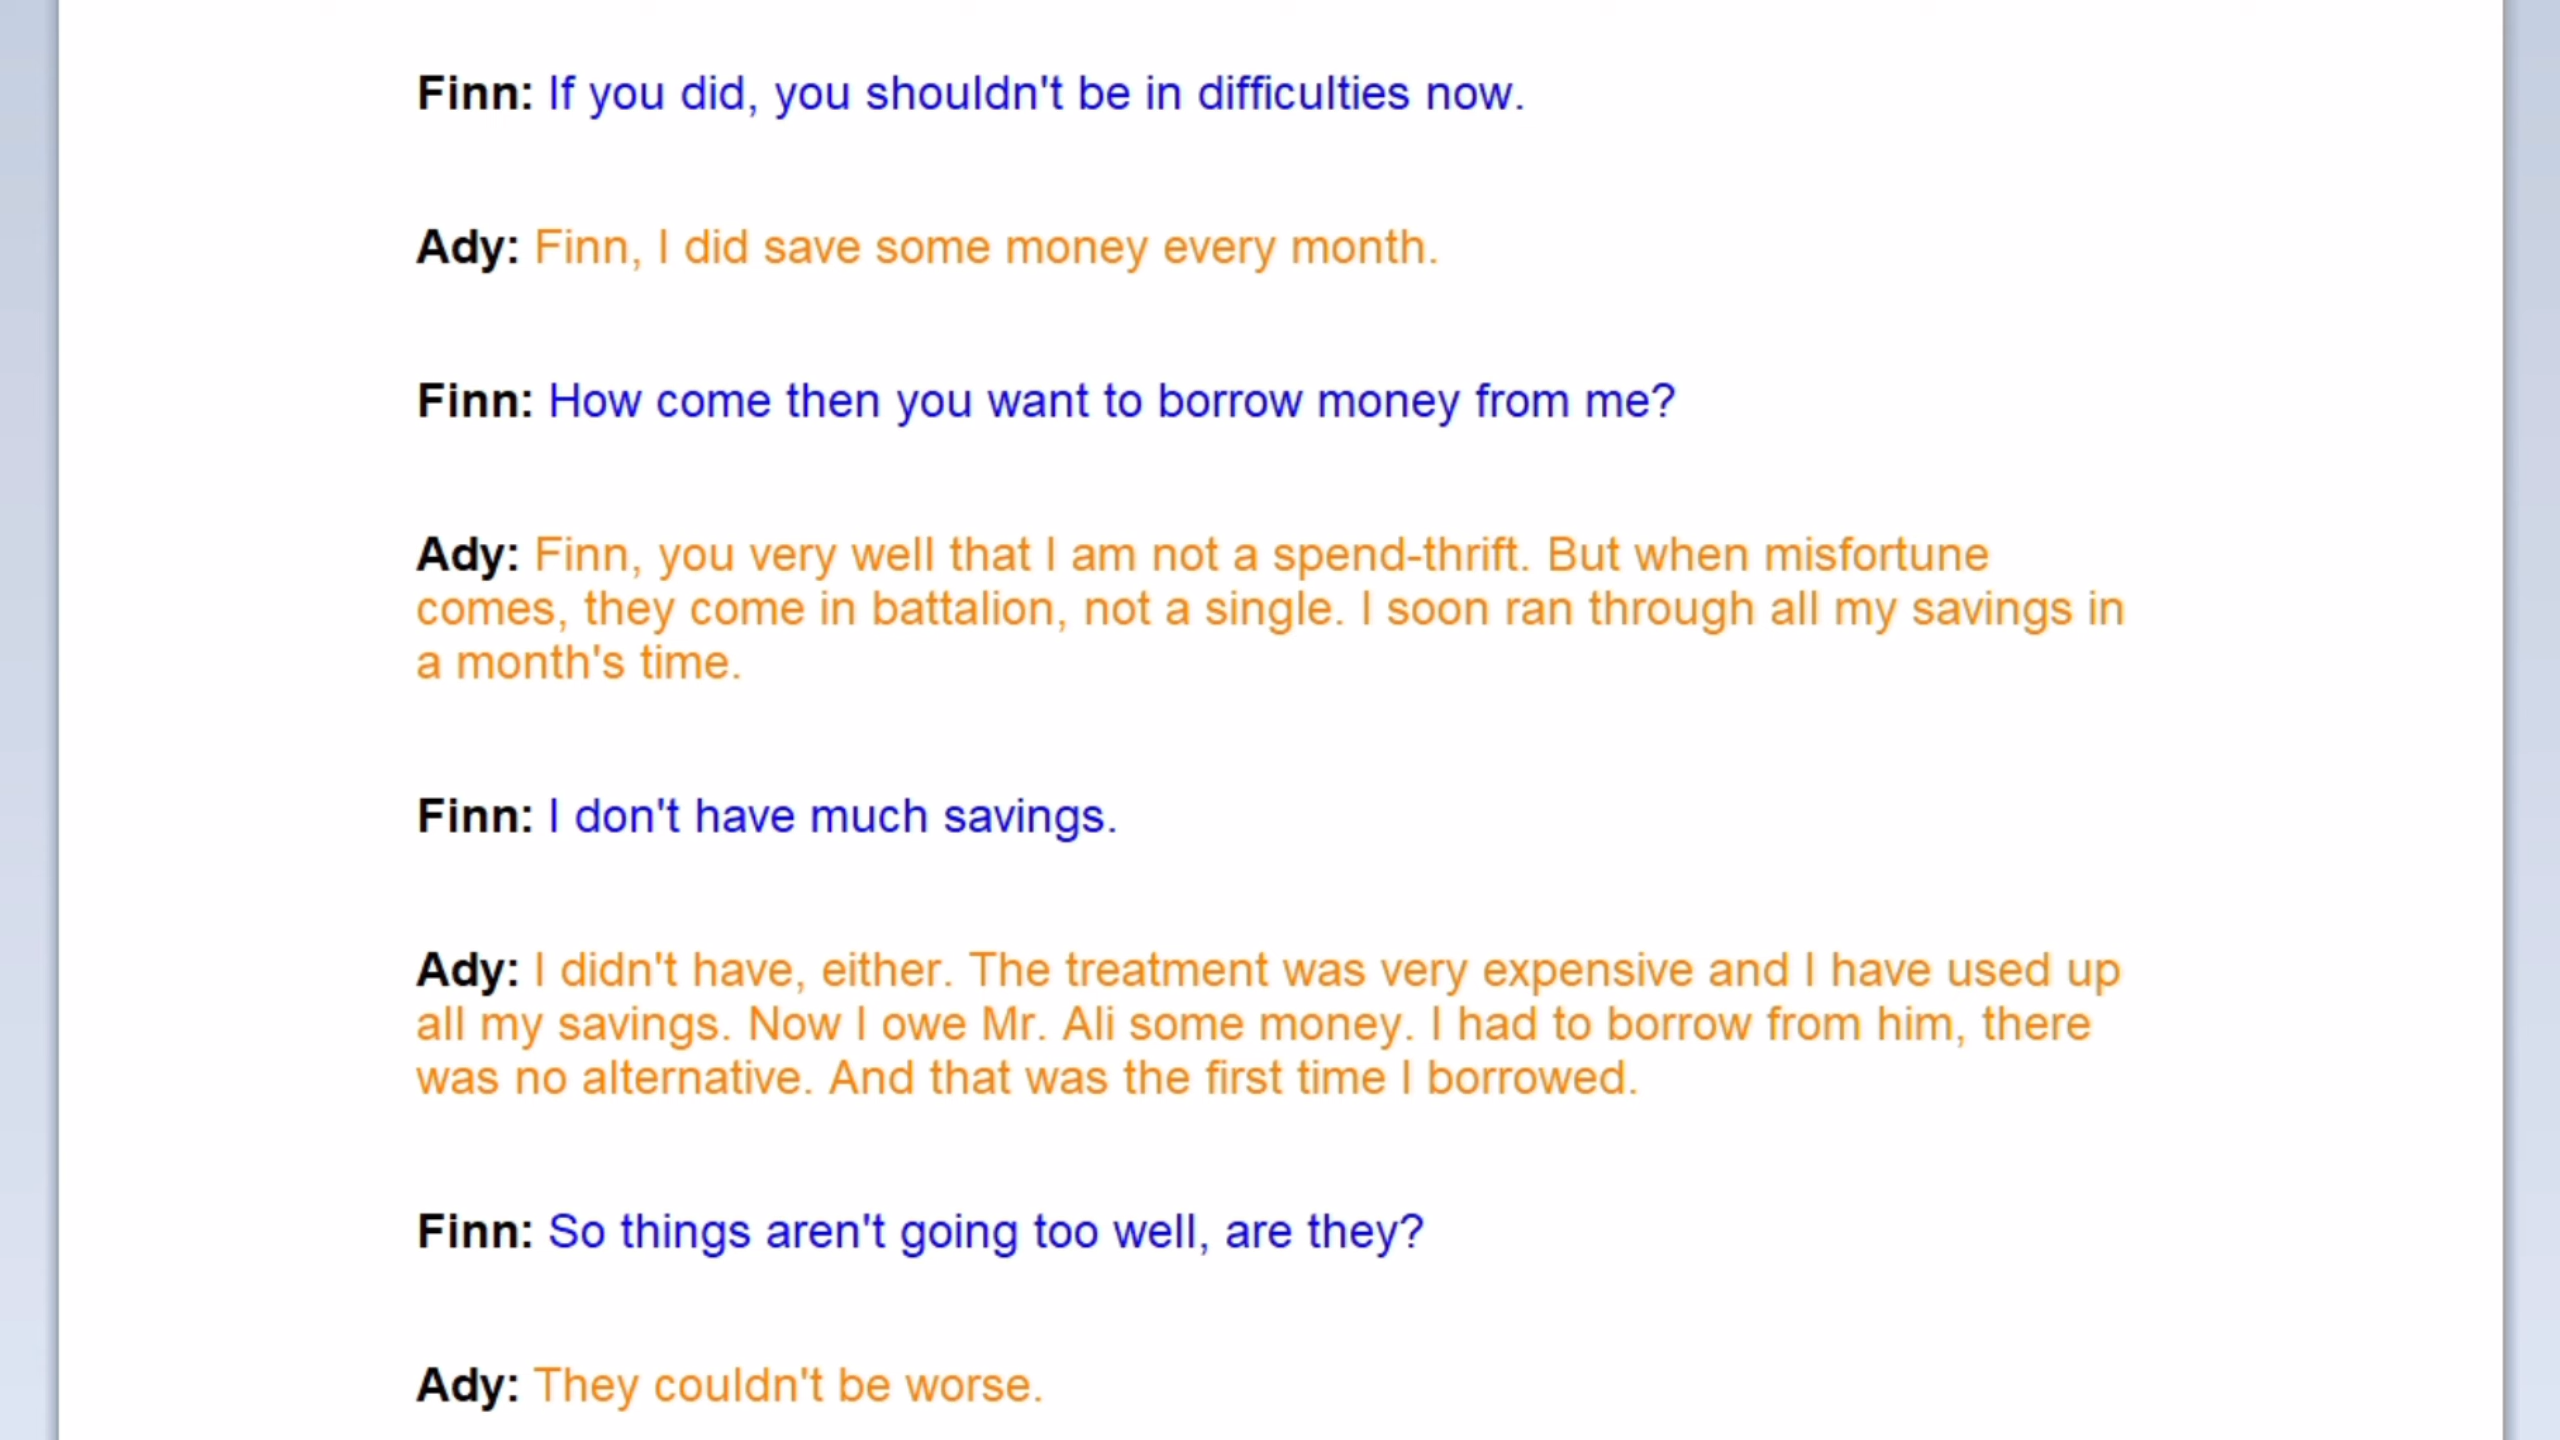 Finn: If you did, you shouldn't be in difficulties now.
Ady: Finn, I did save some money every month.
Finn: How come then you want to borrow money from me?
Ady: Finn, you very well that I am not a spend-thrift. But when misfortune
comes, they come in battalion, not a single. I soon ran through all my savings in
a month's time.
Finn: I don't have much savings.
Ady: I didn't have, either. The treatment was very expensive and I have used up
all my savings. Now I owe Mr. Ali some money. I had to borrow from him, there
was no alternative. And that was the first time I borrowed.
Finn: So things aren't going too well, are they?
Ady: They couldn't be worse.